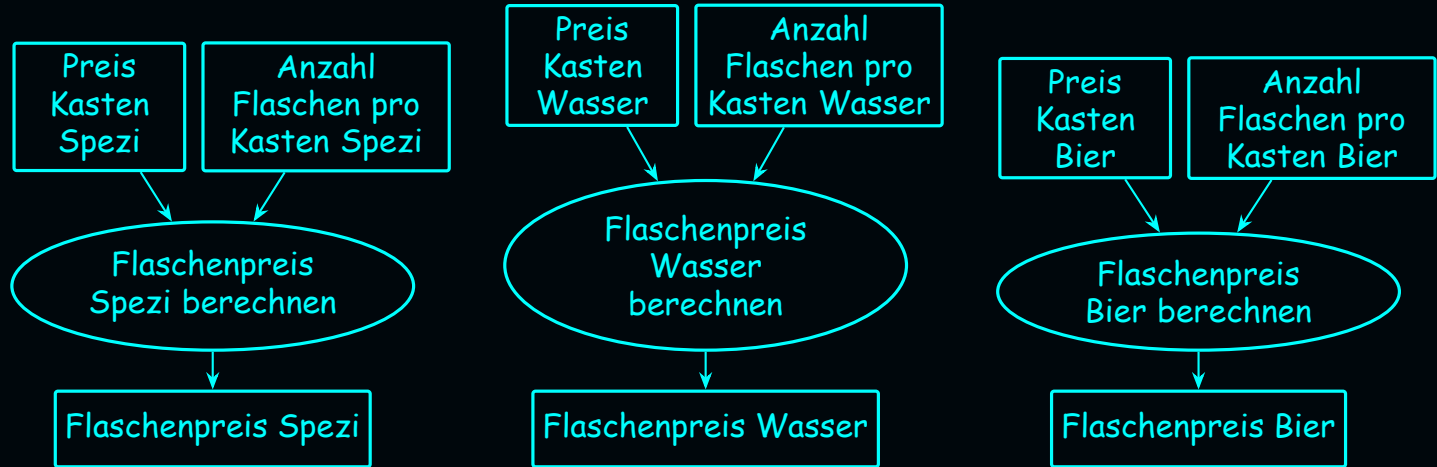 Preis
Kasten
Spezi
Anzahl
Flaschen pro
Kasten Spezi
Flaschenpreis
Spezi berechnen
Flaschenpreis Spezi
Preis
Kasten
Wasser
Anzahl
Flaschen pro
Kasten Wasser
Flaschenpreis
Wasser
berechnen
Flaschenpreis Wasser
Preis
Kasten
Bier
Anzahl
Flaschen pro
Kasten Bier
Flaschenpreis
Bier berechnen
Flaschenpreis Bier